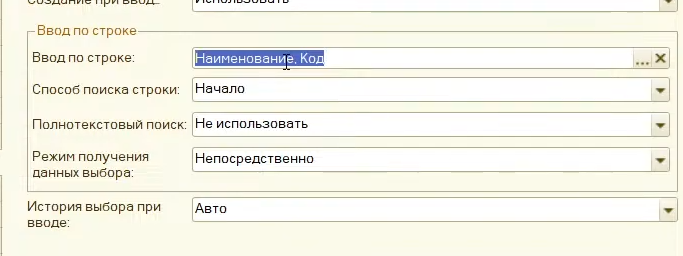 Создание при вводе: Использовать
Ввод по строке
Ввод по строке: Наименование, Код ...
Способ поиска строки: Начало
Полнотекстовый поиск: Не использовать
Режим получения
данных выбора: Непосредственно
История выбора при
вводе: Авто